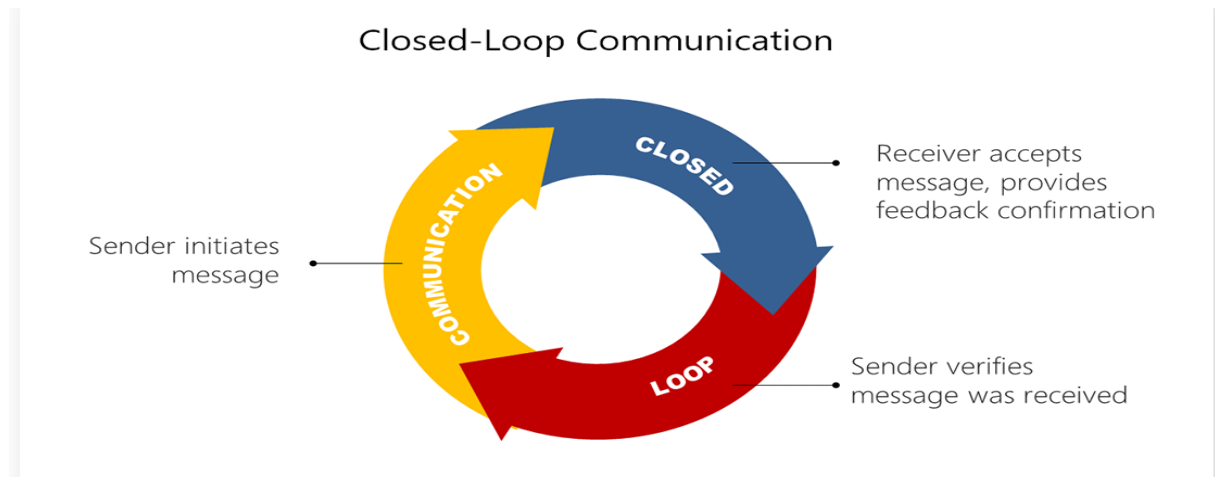 Closed-Loop Communication
CLOSED
Receiver accepts
message, provides
feedback confirmation
COMMUNICATION
Sender initiates
message
LOOP
Sender verifies
message was received